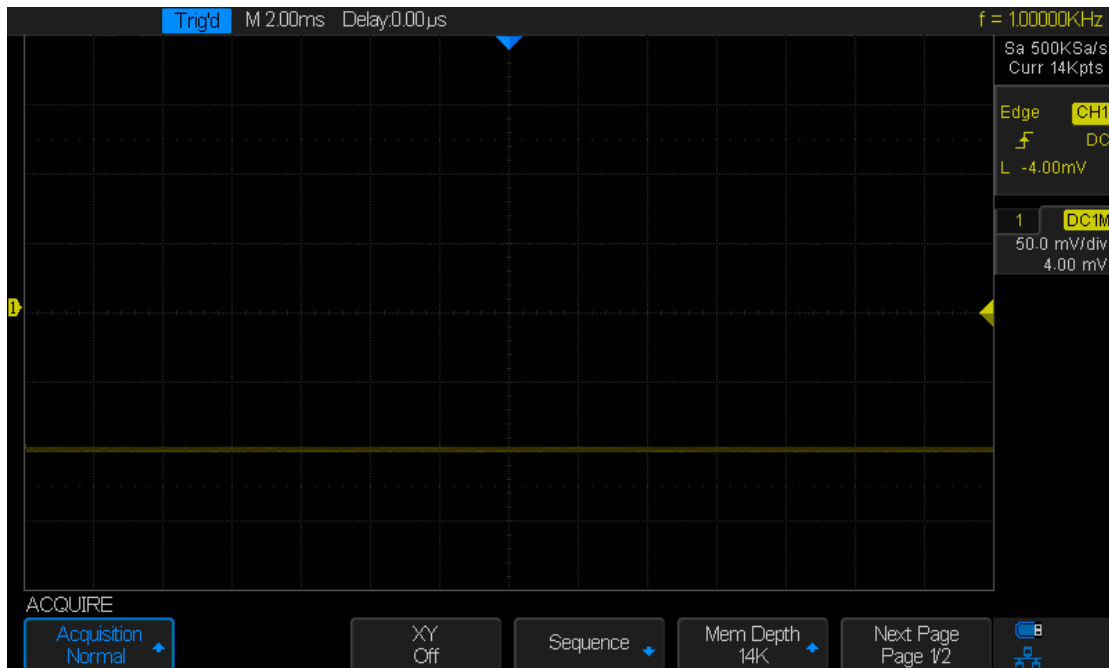 Trig'd M 2.00ms Delay:0.00µs f = 1.00000KHz
Sa 500KSa/s
Curr 14Kpts
Edge CH1
DC
L -4.00mV
1 DC1M
50.0 mV/div
4.00 mV
1
ACQUIRE
Acquisition
Normal
XY
Off
Sequence
Mem Depth
14K
Next Page
Page 1/2